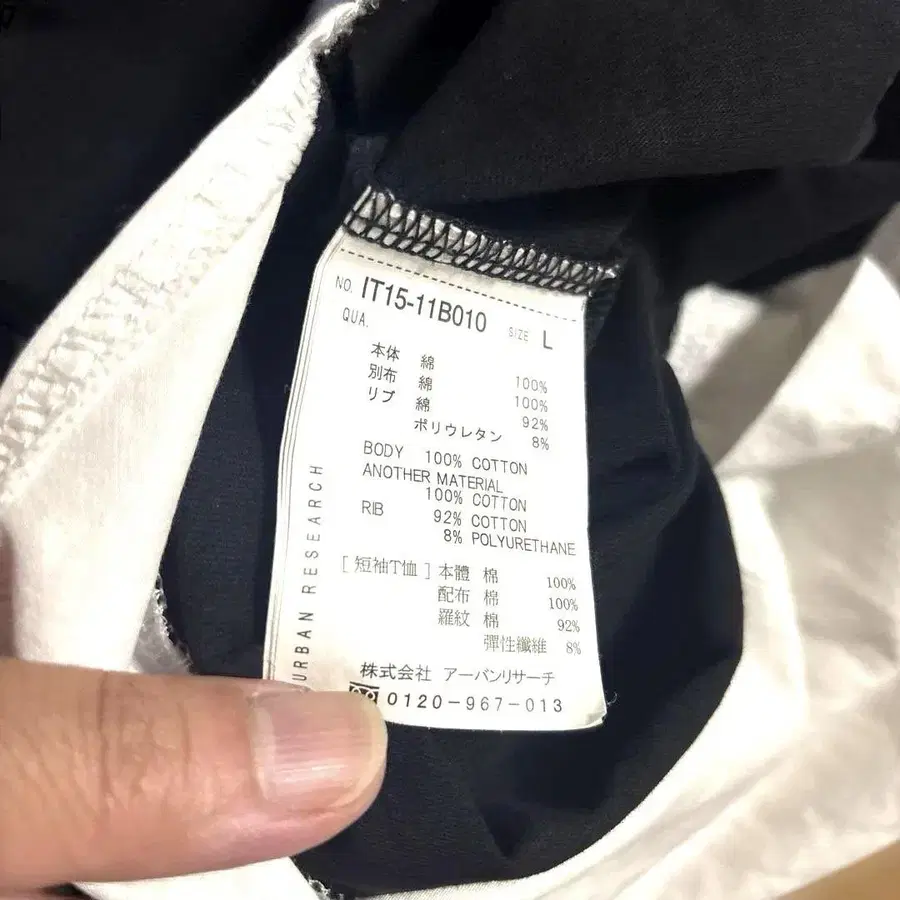 NO. IT15-11B010 SIZE L
QUA.
本体 綿 100%
別布 綿 100%
リブ 綿 92%
ポリウレタン 8%
BODY 100% COTTON
ANOTHER MATERIAL
100% COTTON
RIB 92% COTTON
8% POLYURETHANE
[短袖T恤] 本體 棉 100%
配布 棉 100%
羅紋 棉 92%
彈性纖維 8%
株式会社 アーバンリサーチ
0120-967-013
URBAN RESEARCH